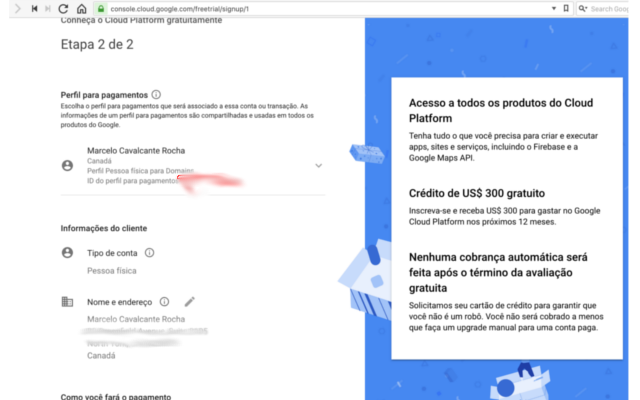 console.cloud.google.com/freetrial/signup/1
Search Goog
Conheça o Cloud Platform gratuitamente
Etapa 2 de 2
Perfil para pagamentos
Escolha o perfil para pagamentos que será associado a essa conta ou transação. As
informações de um perfil para pagamentos são compartilhadas e usadas em todos os
produtos do Google.
Marcelo Cavalcante Rocha
Canadá
Perfil Pessoa física para Domains
ID do perfil para pagamentos
Informações do cliente
Tipo de conta
Pessoa física
Nome e endereço
Marcelo Cavalcante Rocha
Canadá
Como você fará o pagamento
Acesso a todos os produtos do Cloud
Platform
Tenha tudo o que você precisa para criar e executar
apps, sites e serviços, incluindo o Firebase e a
Google Maps API.
Crédito de US$ 300 gratuito
Inscreva-se e receba US$ 300 para gastar no Google
Cloud Platform nos próximos 12 meses.
Nenhuma cobrança automática será
feita após o término da avaliação
gratuita
Solicitamos seu cartão de crédito para garantir que
você não é um robô. Você não será cobrado a menos
que faça um upgrade manual para uma conta paga.